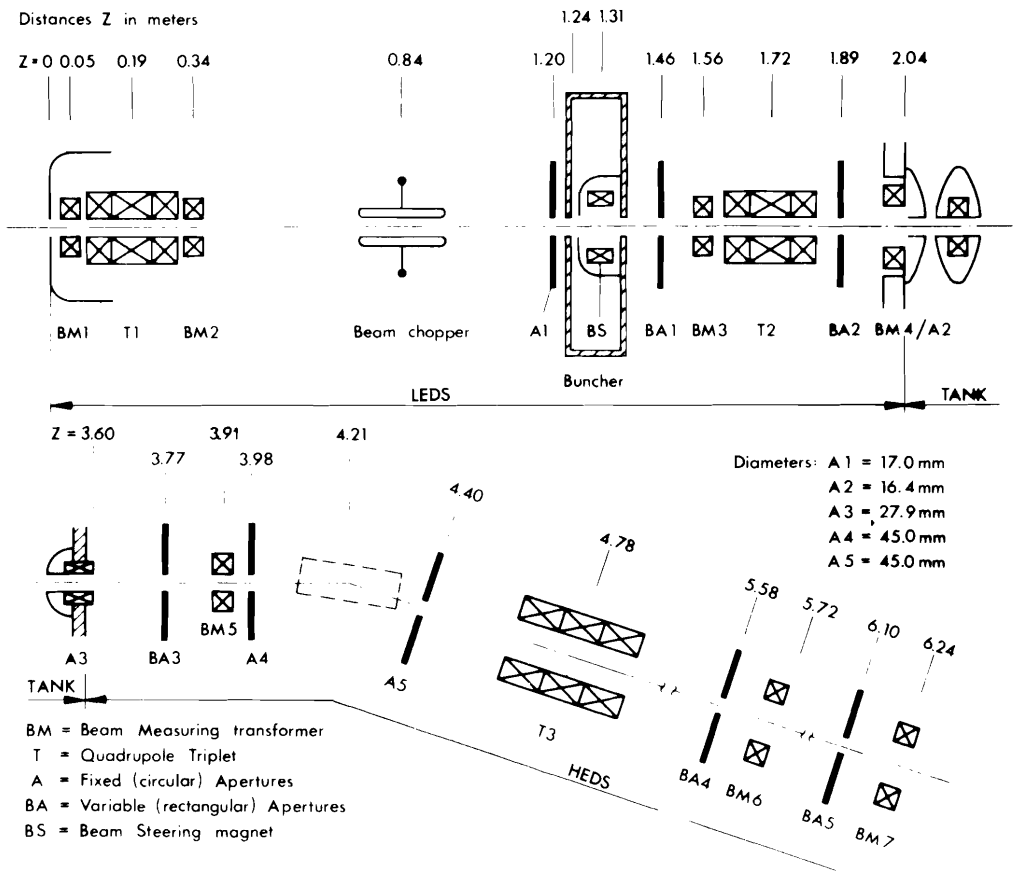 Distances Z in meters
1.24 1.31
Z=0 0.05 0.19 0.34 0.84 1.20 1.46 1.56 1.72 1.89 2.04
BM1 T1 BM2 Beam chopper A1 BS BA1 BM3 T2 BA2 BM4/A2
Buncher
LEDS TANK
Z = 3.60 3.91 4.21
3.77 3.98
Diameters: A1 = 17.0 mm
A2 = 16.4 mm
A3 = 27.9 mm
A4 = 45.0 mm
A5 = 45.0 mm
4.40
4.78
5.58
5.72
6.10
6.24
BM5
A3 BA3 A4
A5
T3
BA4
BM6
BA5
BM7
TANK
HEDS
BM = Beam Measuring transformer
T = Quadrupole Triplet
A = Fixed (circular) Apertures
BA = Variable (rectangular) Apertures
BS = Beam Steering magnet